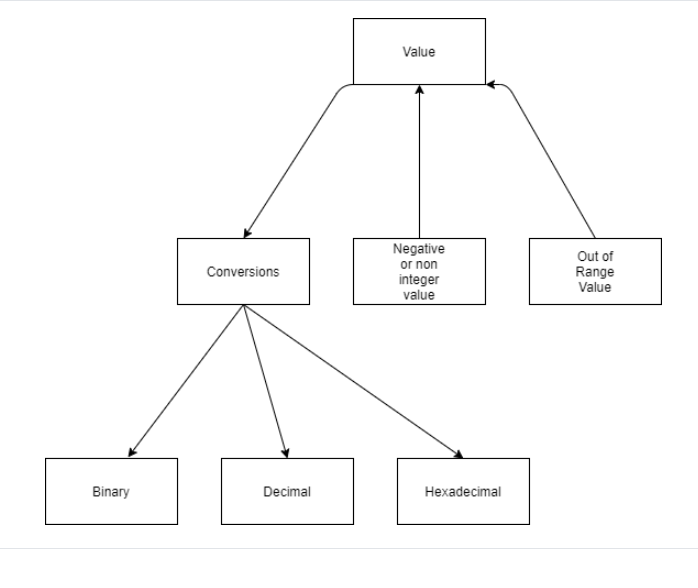 Value
Conversions
Negative
or non
integer
value
Out of
Range
Value
Binary
Decimal
Hexadecimal